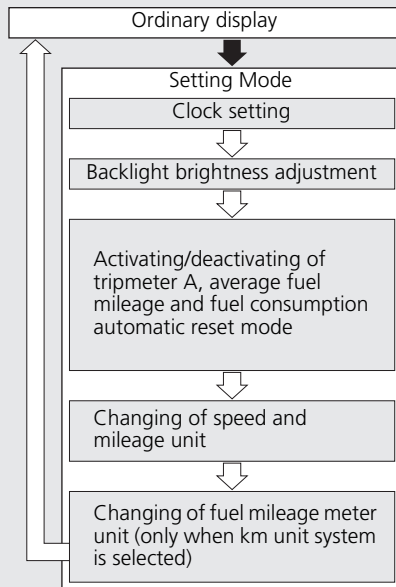 Ordinary display
Setting Mode
Clock setting
Backlight brightness adjustment
Activating/deactivating of
tripmeter A, average fuel
mileage and fuel consumption
automatic reset mode
Changing of speed and
mileage unit
Changing of fuel mileage meter
unit (only when km unit system
is selected)